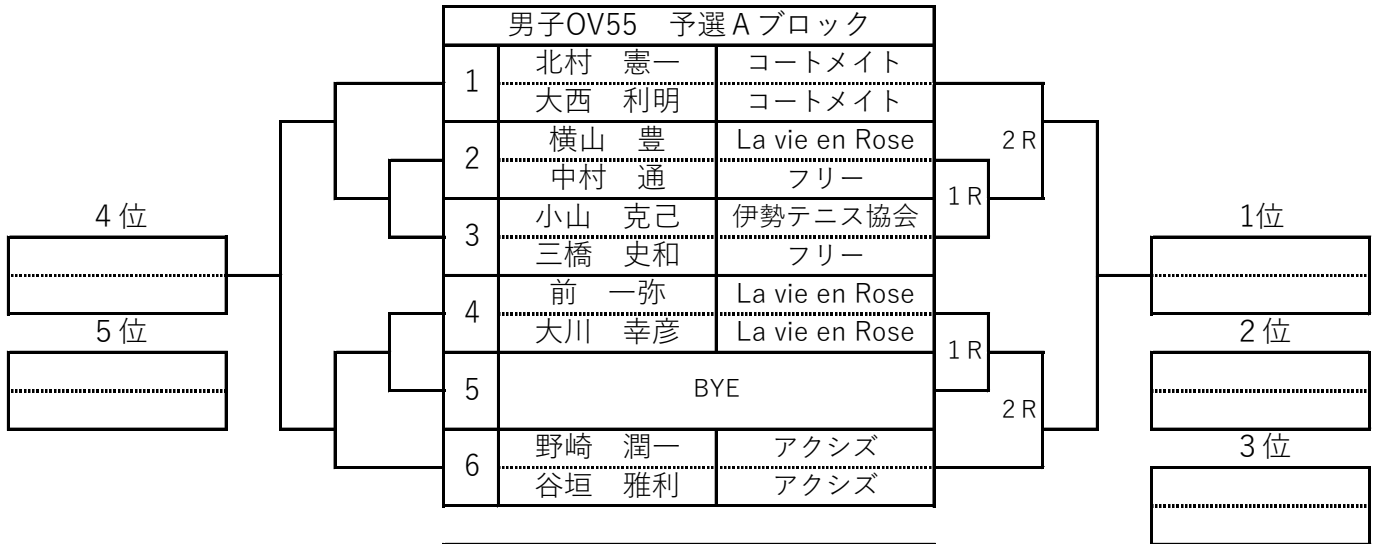 男子OV55　予選Ａブロック
1
北村　憲一
コートメイト
大西　利明
コートメイト
2
横山　豊
La vie en Rose
中村　通
フリー
3
小山　克己
伊勢テニス協会
三橋　史和
フリー
4
前　一弥
La vie en Rose
大川　幸彦
La vie en Rose
5
BYE
6
野崎　潤一
アクシズ
谷垣　雅利
アクシズ
４位
５位
1Ｒ
2Ｒ
1Ｒ
2Ｒ
1位
２位
３位